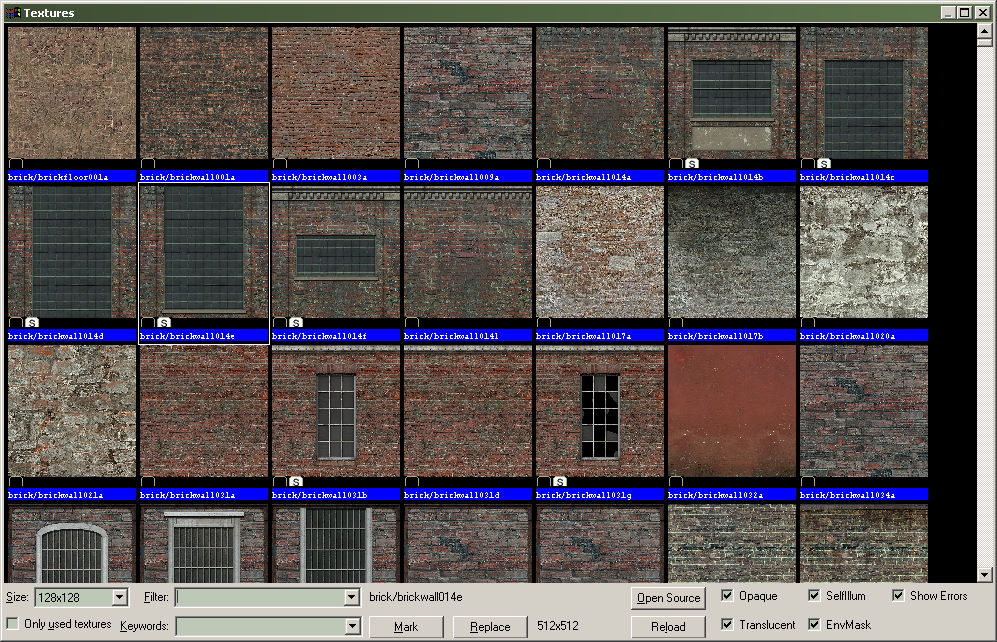 Textures
brick/brickfloor001a brick/brickwall001a brick/brickwall003a brick/brickwall009a brick/brickwall014a brick/brickwall014b brick/brickwall014c
S S
brick/brickwall014d brick/brickwall014e brick/brickwall014f brick/brickwall014l brick/brickwall017a brick/brickwall017b brick/brickwall020a
S S S
brick/brickwall021a brick/brickwall031a brick/brickwall031b brick/brickwall031d brick/brickwall031g brick/brickwall032a brick/brickwall034a
S S
Size: 128x128 Filter: brick/brickwall014e Open Source Opaque SelfIllum Show Errors
Only used textures Keywords: Mark Replace 512x512 Reload Translucent EnvMask